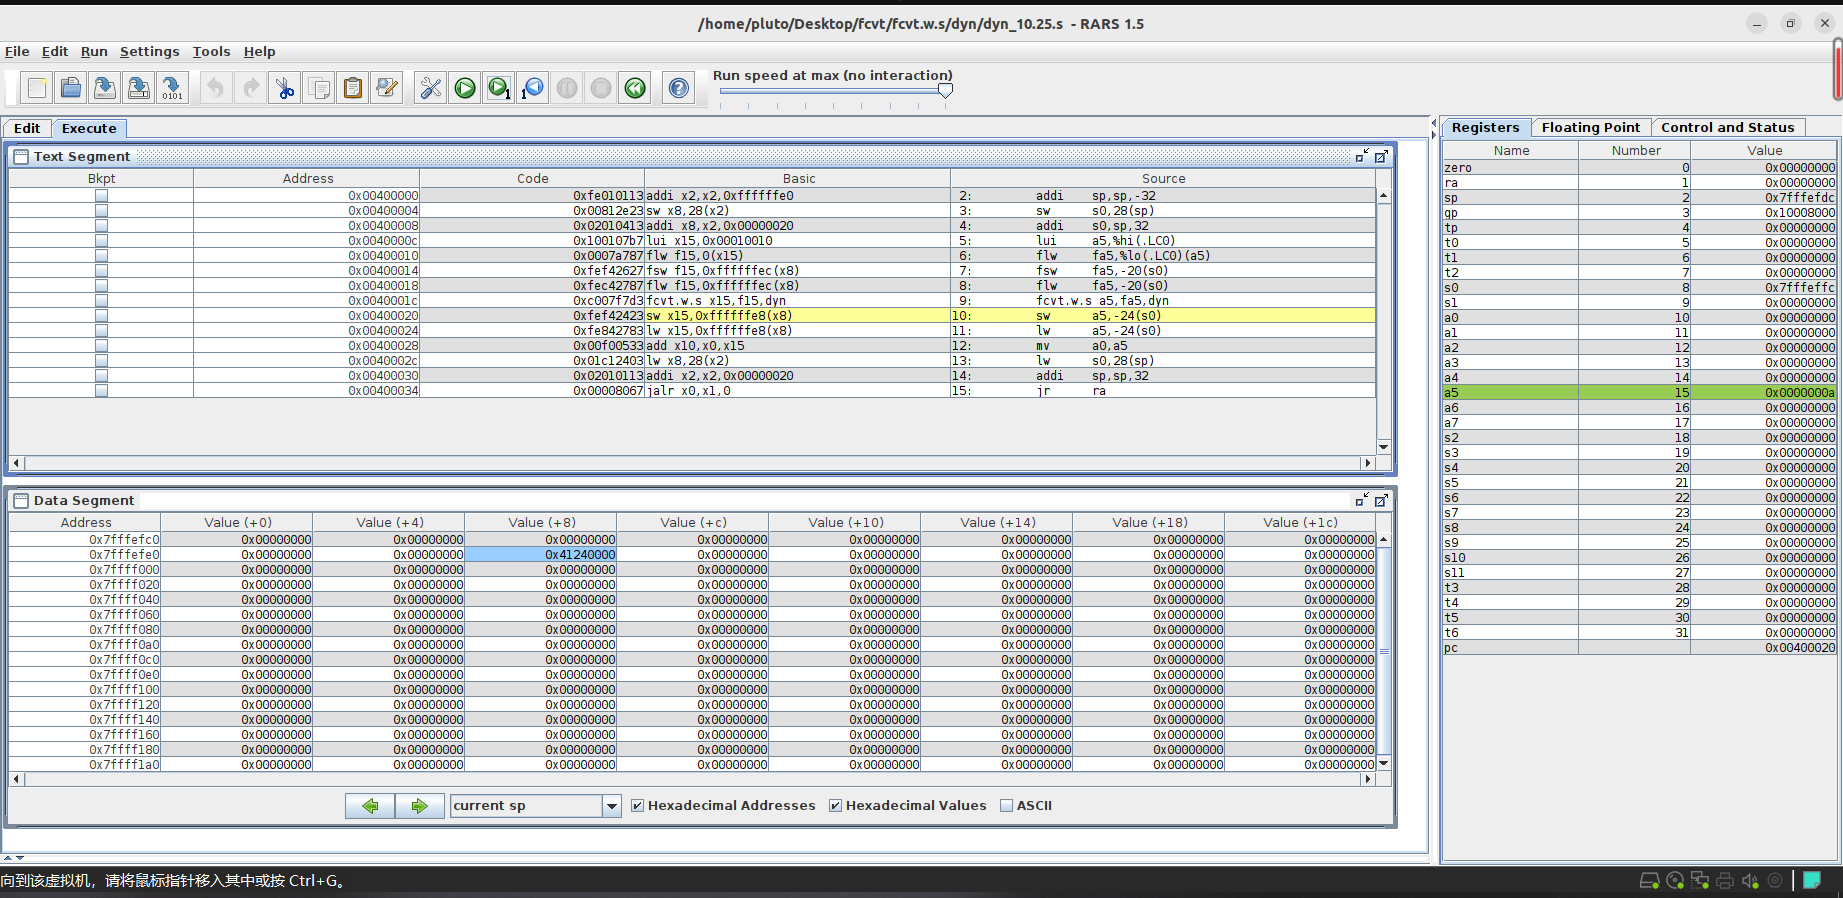 /home/pluto/Desktop/fcvt/fcvt.w.s/dyn/dyn_10.25.s - RARS 1.5
File Edit Run Settings Tools Help
Run speed at max (no interaction)
Edit Execute
Text Segment
Bkpt Address Code Basic Source
0x00400000 0xfe010113 addi x2,x2,0xffffffe0 2: addi sp,sp,-32
0x00400004 0x00812e23 sw x8,28(x2) 3: sw s0,28(sp)
0x00400008 0x02010413 addi x8,x2,0x00000020 4: addi s0,sp,32
0x0040000c 0x100107b7 lui x15,0x00010010 5: lui a5,%hi(.LC0)
0x00400010 0x0007a787 flw f15,0(x15) 6: flw fa5,%lo(.LC0)(a5)
0x00400014 0xfef42627 fsw f15,0xffffffec(x8) 7: fsw fa5,-20(s0)
0x00400018 0xfec42787 flw f15,0xffffffec(x8) 8: flw fa5,-20(s0)
0x0040001c 0xc007f7d3 fcvt.w.s x15,f15,dyn 9: fcvt.w.s a5,fa5,dyn
0x00400020 0xfef42423 sw x15,0xffffffe8(x8) 10: sw a5,-24(s0)
0x00400024 0xfe842783 lw x15,0xffffffe8(x8) 11: lw a5,-24(s0)
0x00400028 0x00f00533 add x10,x0,x15 12: mv a0,a5
0x0040002c 0x01c12403 lw x8,28(x2) 13: lw s0,28(sp)
0x00400030 0x02010113 addi x2,x2,0x00000020 14: addi sp,sp,32
0x00400034 0x00008067 jalr x0,x1,0 15: jr ra
Data Segment
Address Value (+0) Value (+4) Value (+8) Value (+c) Value (+10) Value (+14) Value (+18) Value (+1c)
0x7fffefc0 0x00000000 0x00000000 0x00000000 0x00000000 0x00000000 0x00000000 0x00000000 0x00000000
0x7fffefe0 0x00000000 0x00000000 0x41240000 0x00000000 0x00000000 0x00000000 0x00000000 0x00000000
0x7ffff000 0x00000000 0x00000000 0x00000000 0x00000000 0x00000000 0x00000000 0x00000000 0x00000000
0x7ffff020 0x00000000 0x00000000 0x00000000 0x00000000 0x00000000 0x00000000 0x00000000 0x00000000
0x7ffff040 0x00000000 0x00000000 0x00000000 0x00000000 0x00000000 0x00000000 0x00000000 0x00000000
0x7ffff060 0x00000000 0x00000000 0x00000000 0x00000000 0x00000000 0x00000000 0x00000000 0x00000000
0x7ffff080 0x00000000 0x00000000 0x00000000 0x00000000 0x00000000 0x00000000 0x00000000 0x00000000
0x7ffff0a0 0x00000000 0x00000000 0x00000000 0x00000000 0x00000000 0x00000000 0x00000000 0x00000000
0x7ffff0c0 0x00000000 0x00000000 0x00000000 0x00000000 0x00000000 0x00000000 0x00000000 0x00000000
0x7ffff0e0 0x00000000 0x00000000 0x00000000 0x00000000 0x00000000 0x00000000 0x00000000 0x00000000
0x7ffff100 0x00000000 0x00000000 0x00000000 0x00000000 0x00000000 0x00000000 0x00000000 0x00000000
0x7ffff120 0x00000000 0x00000000 0x00000000 0x00000000 0x00000000 0x00000000 0x00000000 0x00000000
0x7ffff140 0x00000000 0x00000000 0x00000000 0x00000000 0x00000000 0x00000000 0x00000000 0x00000000
0x7ffff160 0x00000000 0x00000000 0x00000000 0x00000000 0x00000000 0x00000000 0x00000000 0x00000000
0x7ffff180 0x00000000 0x00000000 0x00000000 0x00000000 0x00000000 0x00000000 0x00000000 0x00000000
0x7ffff1a0 0x00000000 0x00000000 0x00000000 0x00000000 0x00000000 0x00000000 0x00000000 0x00000000
current sp Hexadecimal Addresses Hexadecimal Values ASCII
Registers Floating Point Control and Status
Name Number Value
zero 0 0x00000000
ra 1 0x00000000
sp 2 0x7fffefdc
gp 3 0x10008000
tp 4 0x00000000
t0 5 0x00000000
t1 6 0x00000000
t2 7 0x00000000
s0 8 0x7fffeffc
s1 9 0x00000000
a0 10 0x00000000
a1 11 0x00000000
a2 12 0x00000000
a3 13 0x00000000
a4 14 0x00000000
a5 15 0x0000000a
a6 16 0x00000000
a7 17 0x00000000
s2 18 0x00000000
s3 19 0x00000000
s4 20 0x00000000
s5 21 0x00000000
s6 22 0x00000000
s7 23 0x00000000
s8 24 0x00000000
s9 25 0x00000000
s10 26 0x00000000
s11 27 0x00000000
t3 28 0x00000000
t4 29 0x00000000
t5 30 0x00000000
t6 31 0x00000000
pc 0x00400020
向到该虚拟机，请将鼠标指针移入其中或按 Ctrl+G。